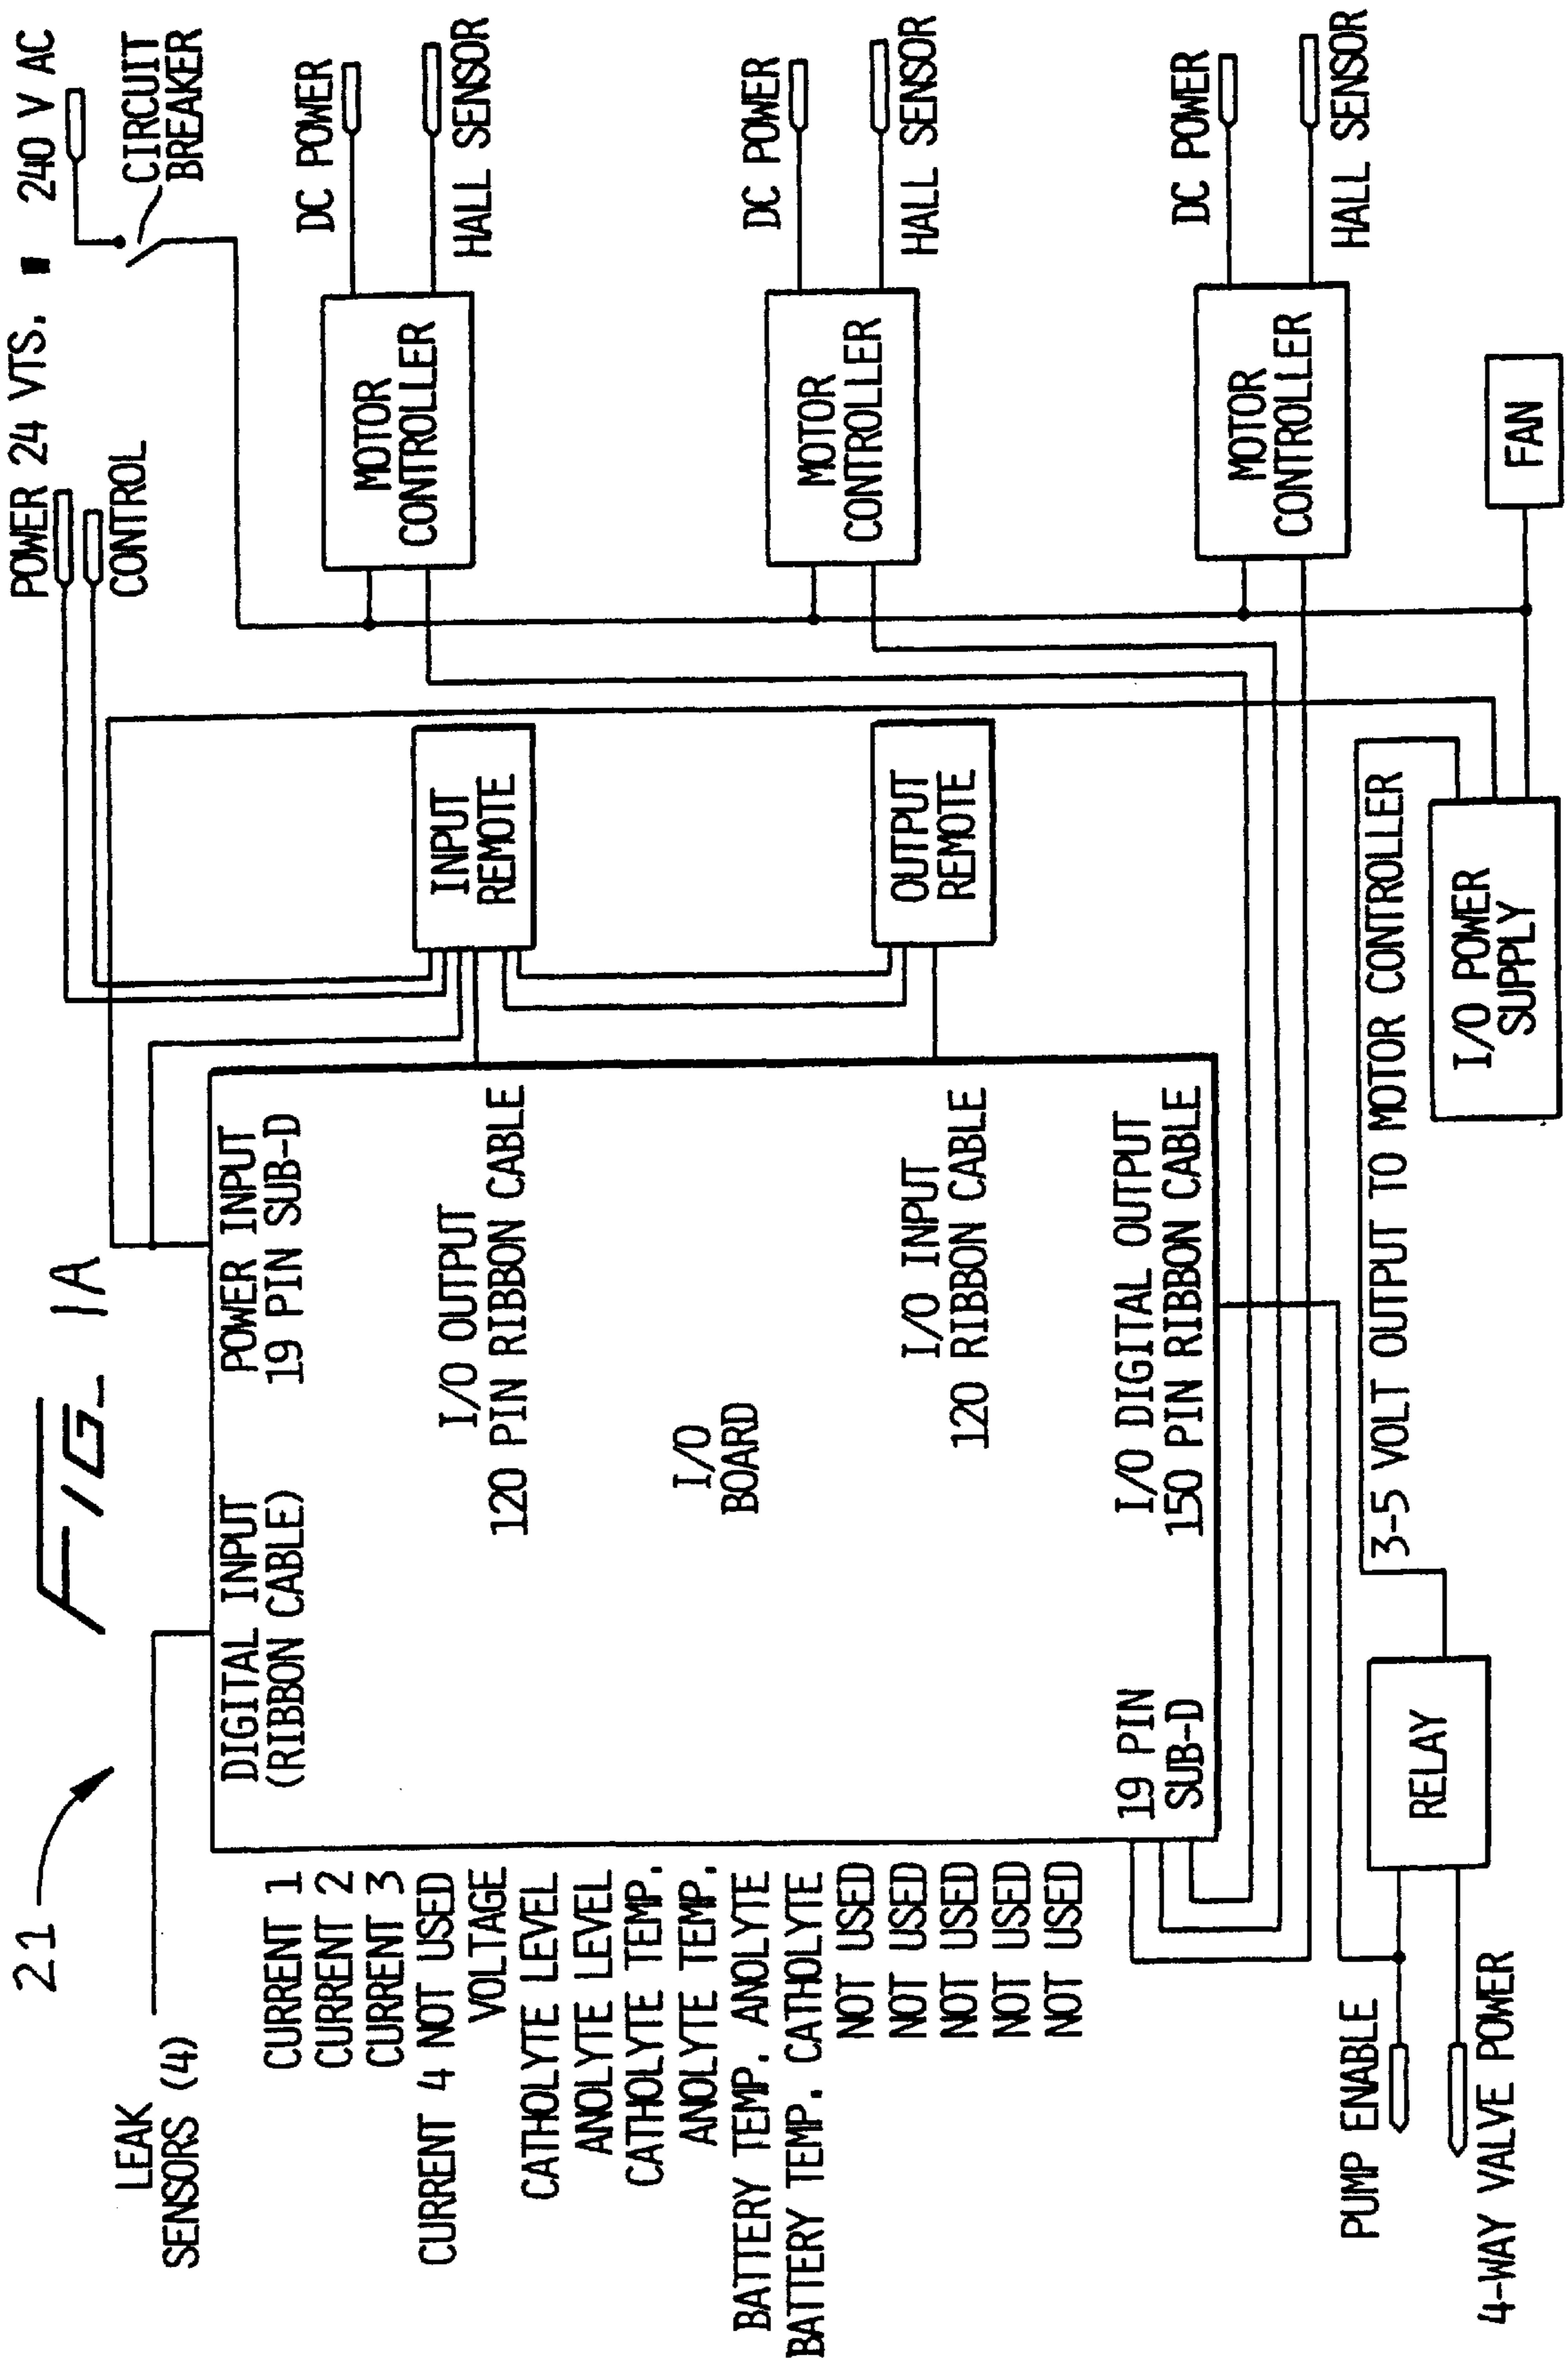 FIG. 1A
21
LEAK
SENSORS (4)
DIGITAL INPUT
(RIBBON CABLE)
POWER INPUT
19 PIN SUB-D
POWER 24 VTS.
CONTROL
240 V AC
CIRCUIT
BREAKER
CURRENT 1
CURRENT 2
CURRENT 3
CURRENT 4 NOT USED
VOLTAGE
CATHOLYTE LEVEL
ANOLYTE LEVEL
CATHOLYTE TEMP.
ANOLYTE TEMP.
BATTERY TEMP. ANOLYTE
BATTERY TEMP. CATHOLYTE
NOT USED
NOT USED
NOT USED
NOT USED
NOT USED
I/O OUTPUT
120 PIN RIBBON CABLE
I/O
BOARD
I/O INPUT
120 RIBBON CABLE
19 PIN
SUB-D
I/O DIGITAL OUTPUT
150 PIN RIBBON CABLE
INPUT
REMOTE
OUTPUT
REMOTE
MOTOR
CONTROLLER
DC POWER
HALL SENSOR
MOTOR
CONTROLLER
DC POWER
HALL SENSOR
MOTOR
CONTROLLER
DC POWER
HALL SENSOR
PUMP ENABLE
4-WAY VALVE POWER
RELAY
3-5 VOLT OUTPUT TO MOTOR CONTROLLER
I/O POWER
SUPPLY
FAN